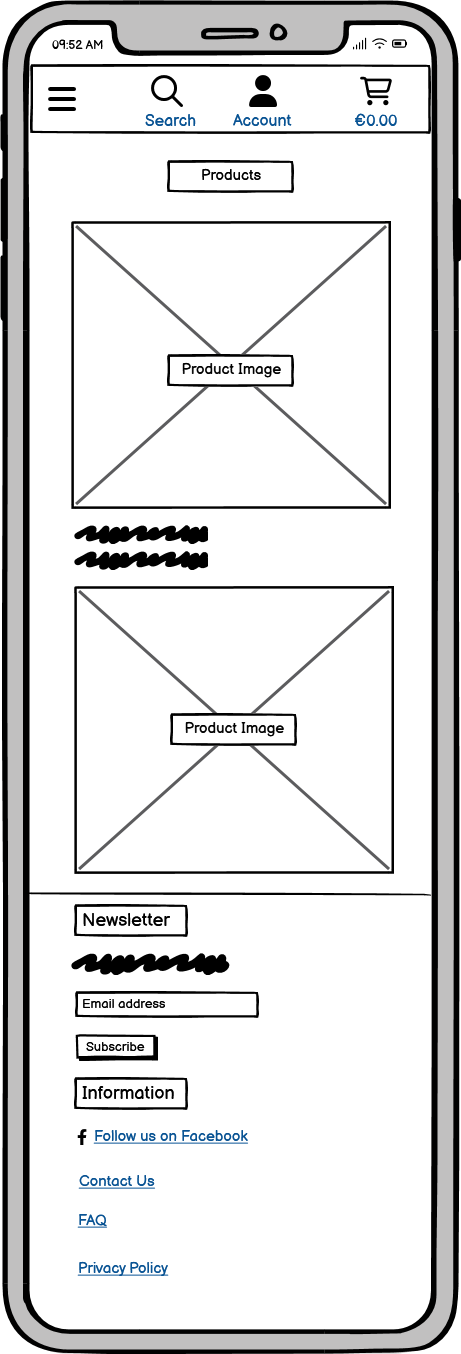 09:52 AM
Search Account €0.00
Products
Product Image
Product Image
Newsletter
Email address
Subscribe
Information
Follow us on Facebook
Contact Us
FAQ
Privacy Policy